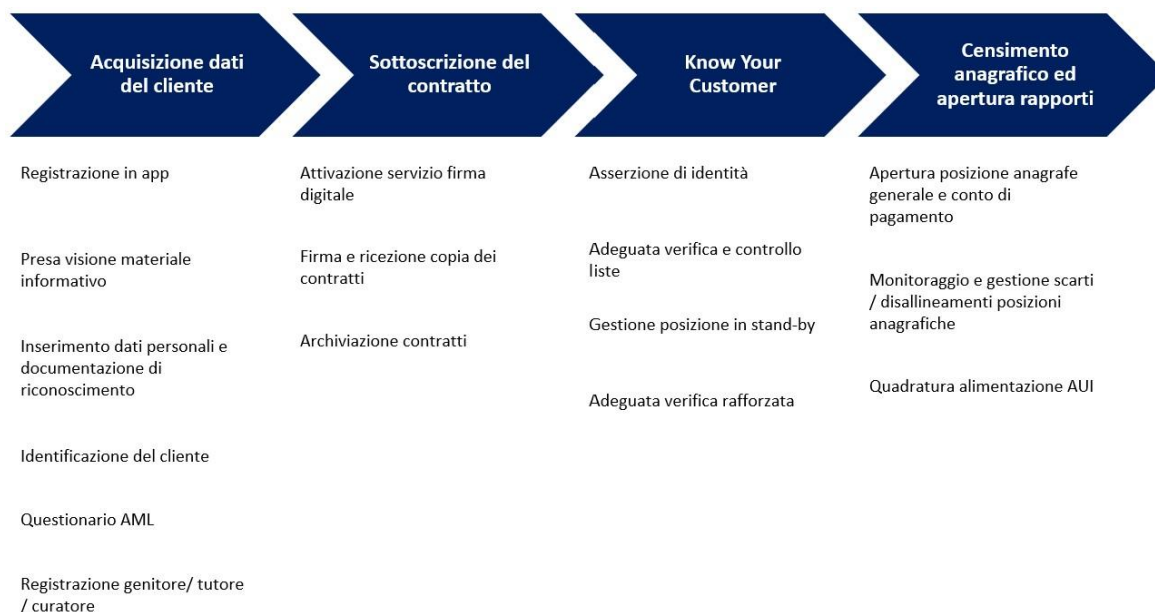 Acquisizione dati
del cliente
Sottoscrizione del
contratto
Know Your
Customer
Censimento
anagrafico ed
apertura rapporti
Registrazione in app
Presa visione materiale
informativo
Inserimento dati personali e
documentazione di
riconoscimento
Identificazione del cliente
Questionario AML
Registrazione genitore/ tutore
/ curatore
Attivazione servizio firma
digitale
Firma e ricezione copia dei
contratti
Archiviazione contratti
Asserzione di identità
Adeguata verifica e controllo
liste
Gestione posizione in stand-by
Adeguata verifica rafforzata
Apertura posizione anagrafe
generale e conto di
pagamento
Monitoraggio e gestione scarti
/ disallineamenti posizioni
anagrafiche
Quadratura alimentazione AUI